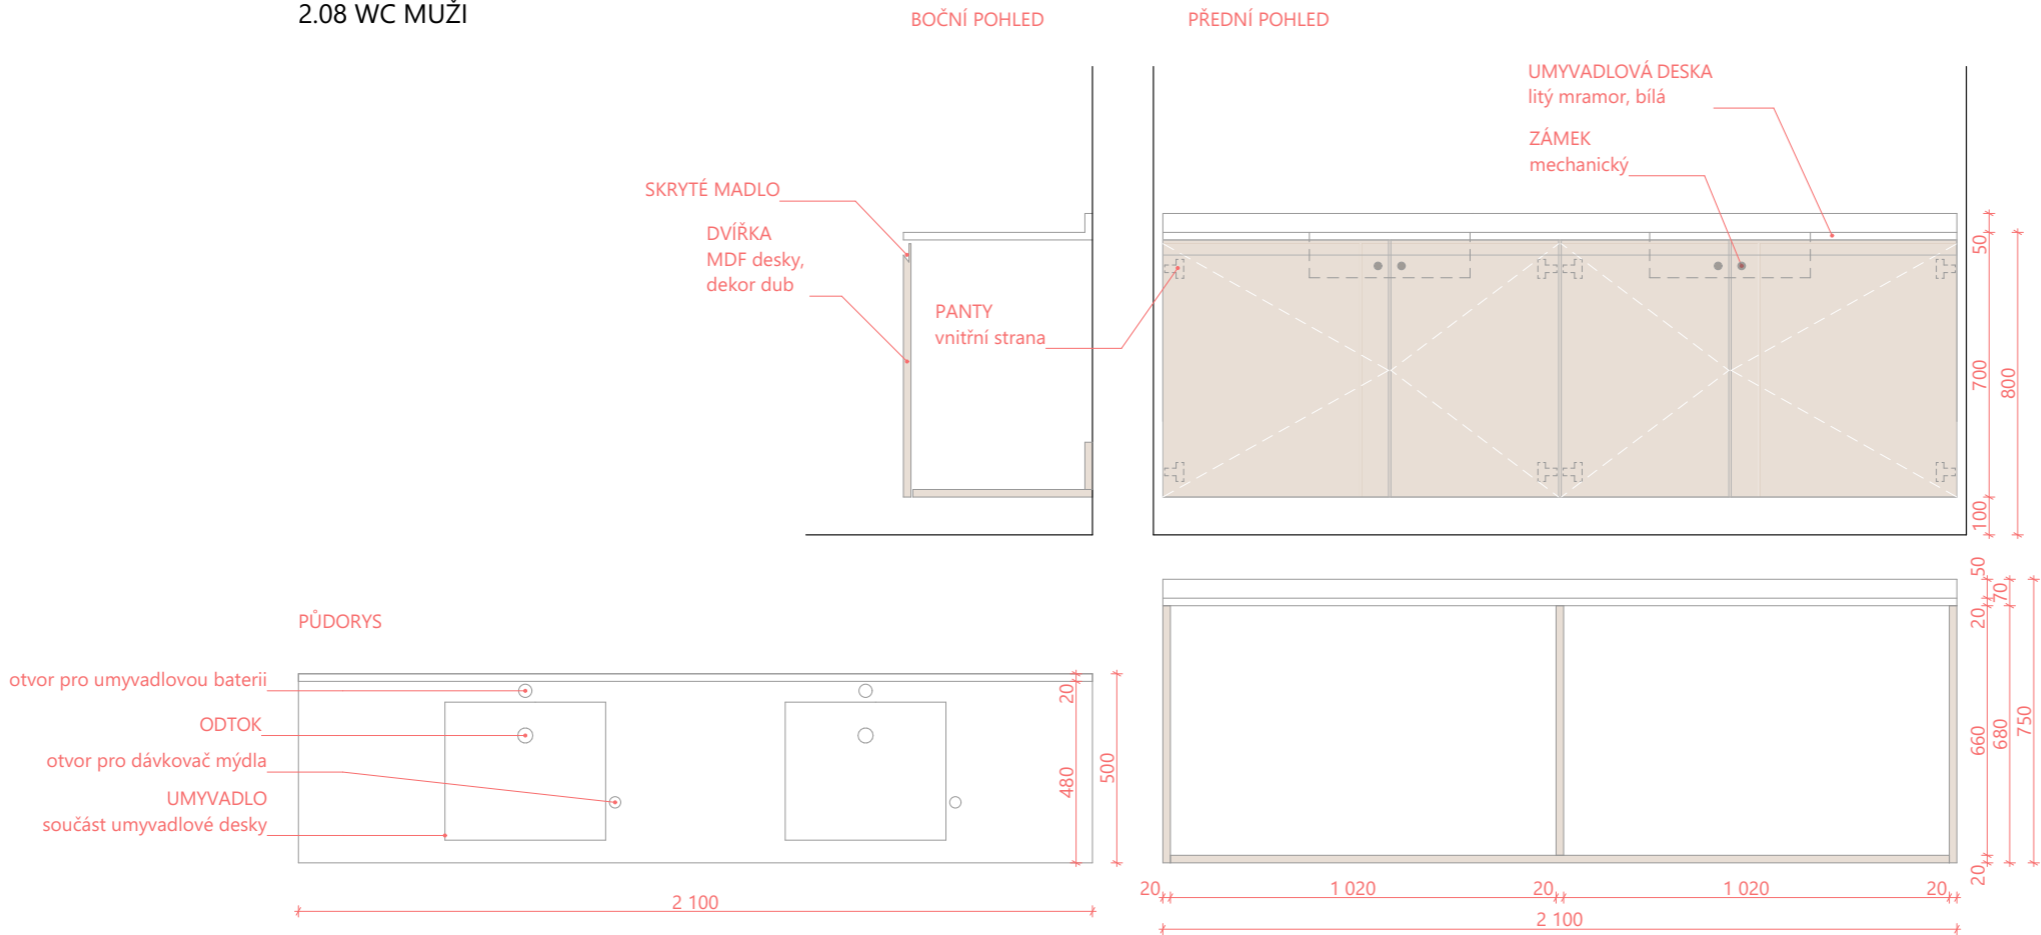 2.08 WC MUŽI
BOČNÍ POHLED
PŘEDNÍ POHLED
UMYVADLOVÁ DESKA
litý mramor, bílá
ZÁMEK
mechanický
SKRYTÉ MADLO
DVÍŘKA
MDF desky,
dekor dub
PANTY
vnitřní strana
50
700
800
100
PŮDORYS
otvor pro umyvadlovou baterii
ODTOK
otvor pro dávkovač mýdla
UMYVADLO
součást umyvadlové desky
20
480
500
2 100
50
70
20
660
680
750
20
20
1 020
20
1 020
20
2 100